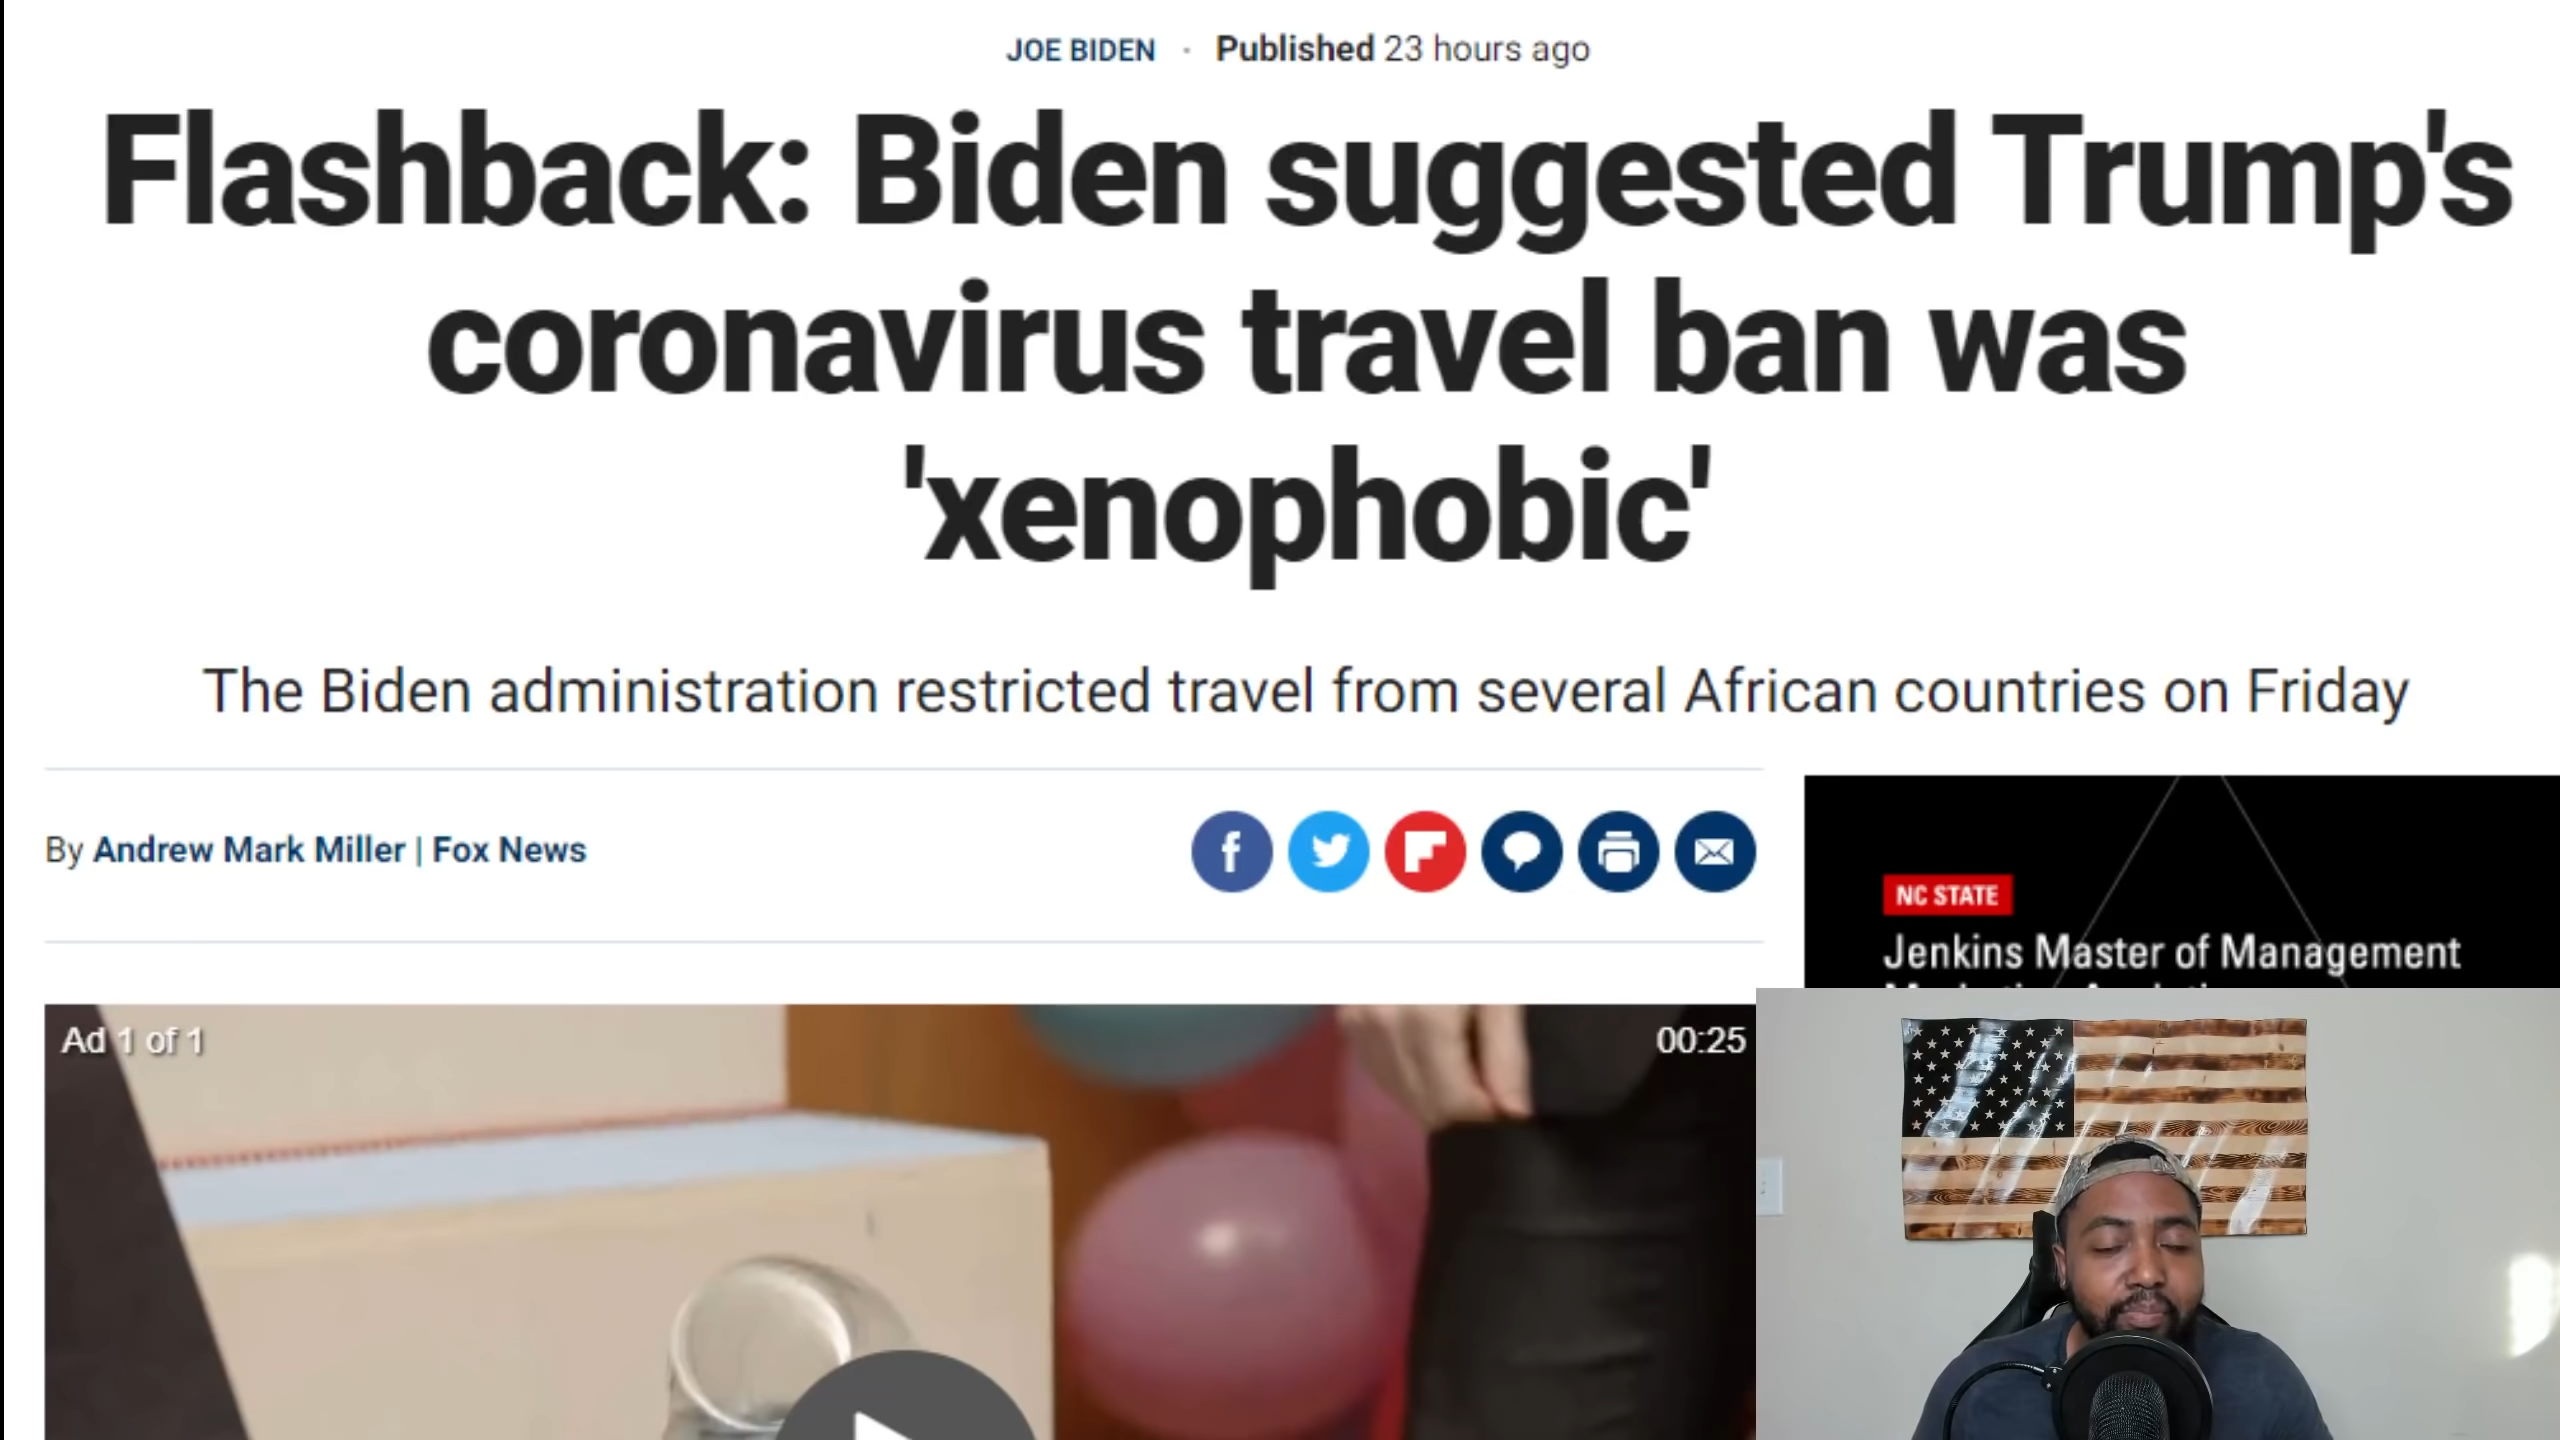 JOE BIDEN · Published 23 hours ago
Flashback: Biden suggested Trump's
coronavirus travel ban was
'xenophobic'
The Biden administration restricted travel from several African countries on Friday
By Andrew Mark Miller | Fox News
NC STATE
Jenkins Master of Management
Ad 1 of 1
00:25